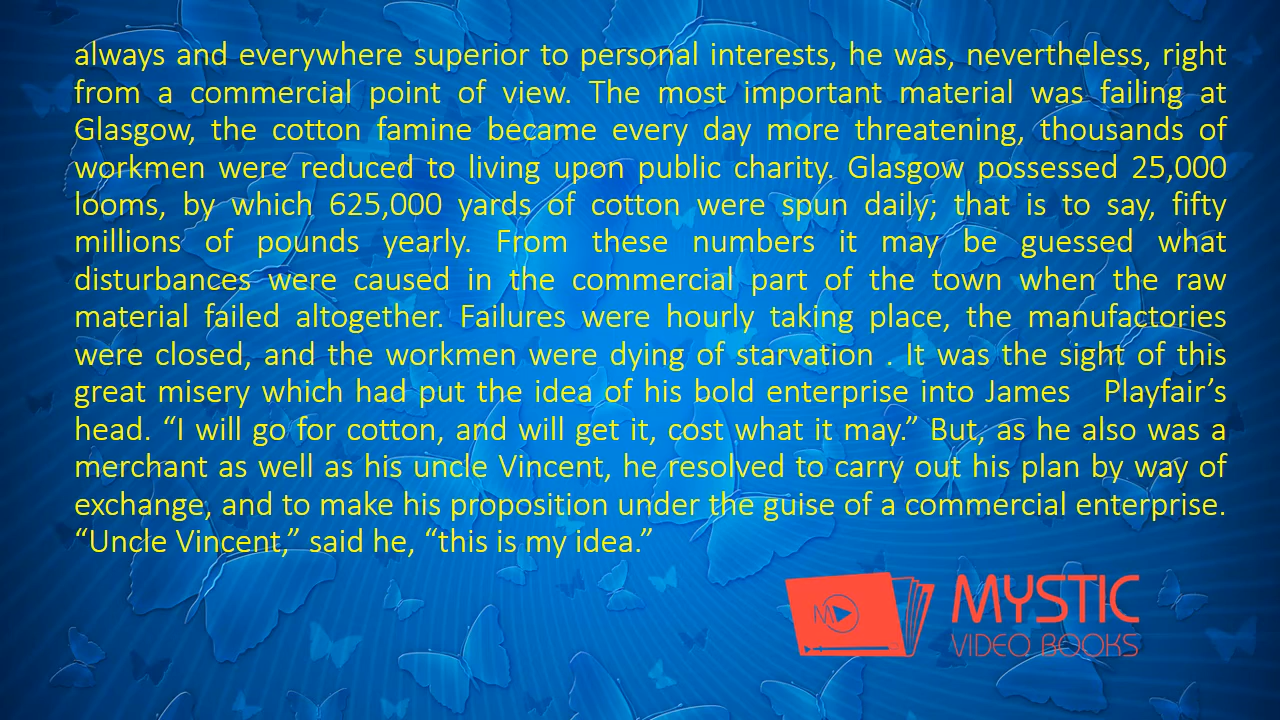 always and everywhere superior to personal interests, he was, nevertheless, right
from a commercial point of view. The most important material was failing at
Glasgow, the cotton famine became every day more threatening, thousands of
workmen were reduced to living upon public charity. Glasgow possessed 25,000
looms, by which 625,000 yards of cotton were spun daily; that is to say, fifty
millions of pounds yearly. From these numbers it may be guessed what
disturbances were caused in the commercial part of the town when the raw
material failed altogether. Failures were hourly taking place, the manufactories
were closed, and the workmen were dying of starvation . It was the sight of this
great misery which had put the idea of his bold enterprise into James Playfair’s
head. “I will go for cotton, and will get it, cost what it may.” But, as he also was a
merchant as well as his uncle Vincent, he resolved to carry out his plan by way of
exchange, and to make his proposition under the guise of a commercial enterprise.
“Uncle Vincent,” said he, “this is my idea.”
MYSTIC
VIDEO BOOKS